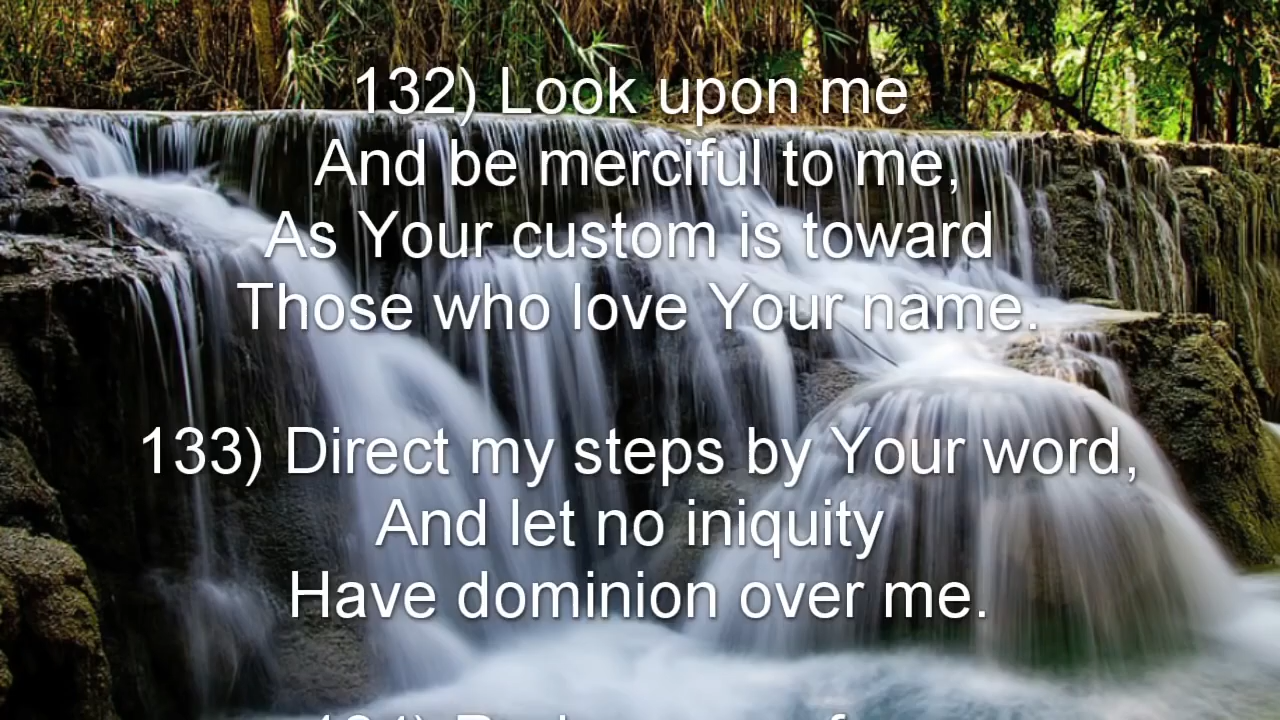 132) Look upon me
And be merciful to me,
As Your custom is toward
Those who love Your name.
133) Direct my steps by Your word,
And let no iniquity
Have dominion over me.